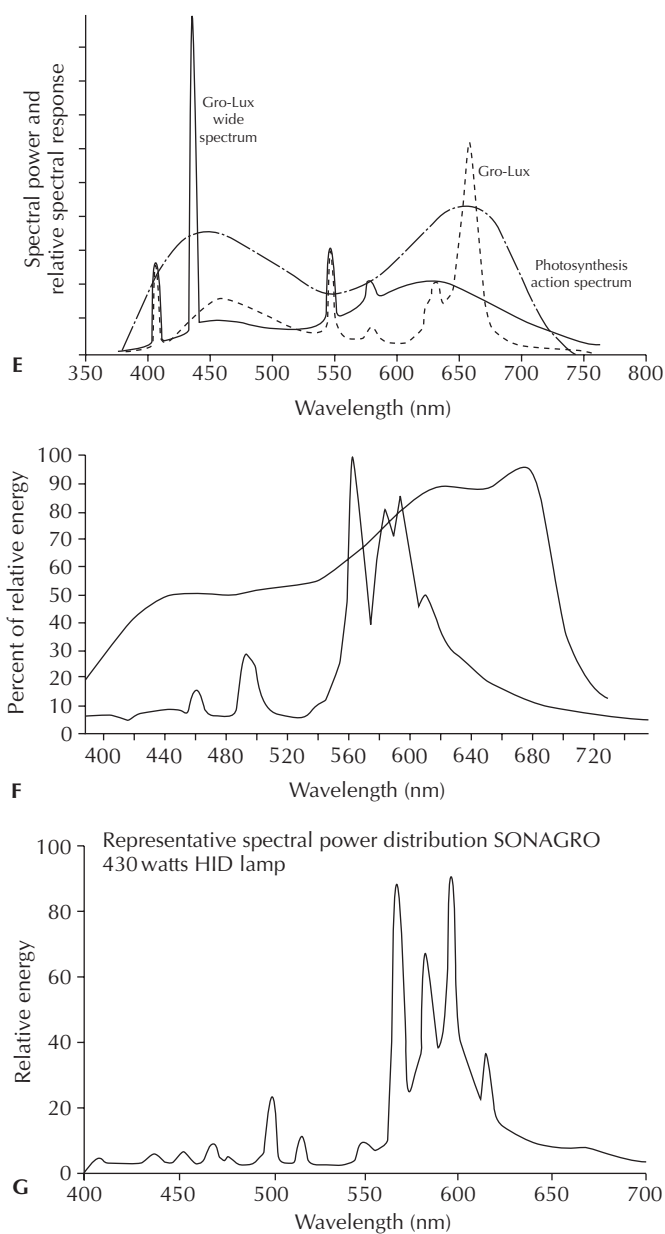 Spectral power and
relative spectral response
Gro-Lux
wide
spectrum
Gro-Lux
Photosynthesis
action spectrum
E
350 400 450 500 550 600 650 700 750 800
Wavelength (nm)
Percent of relative energy
100
90
80
70
60
50
40
30
20
10
0
400 440 480 520 560 600 640 680 720
F
Wavelength (nm)
Representative spectral power distribution SONAGRO
430 watts HID lamp
Relative energy
100
80
60
40
20
0
400 450 500 550 600 650 700
G
Wavelength (nm)